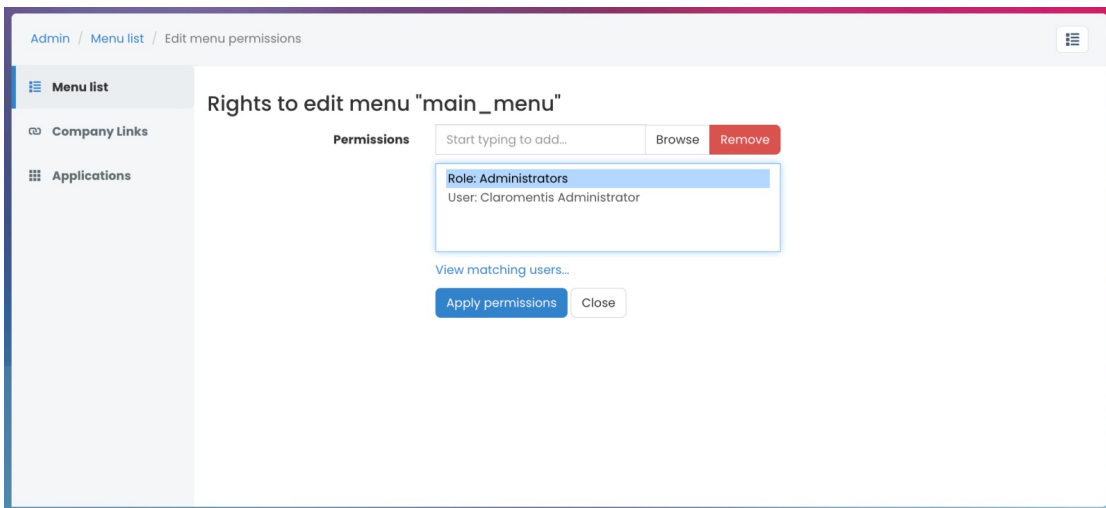 Admin / Menu list / Edit menu permissions
Menu list
Company Links
Applications
Rights to edit menu "main_menu"
Permissions Start typing to add... Browse Remove
Role: Administrators
User: Claromentis Administrator
View matching users...
Apply permissions Close